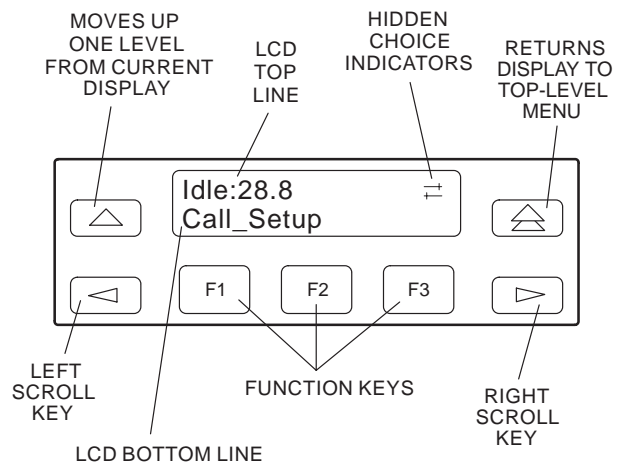 MOVES UP
ONE LEVEL
FROM CURRENT
DISPLAY
LCD
TOP
LINE
HIDDEN
CHOICE
INDICATORS
RETURNS
DISPLAY TO
TOP-LEVEL
MENU
Idle:28.8
Call_Setup
F1
F2
F3
LEFT
SCROLL
KEY
FUNCTION KEYS
RIGHT
SCROLL
KEY
LCD BOTTOM LINE